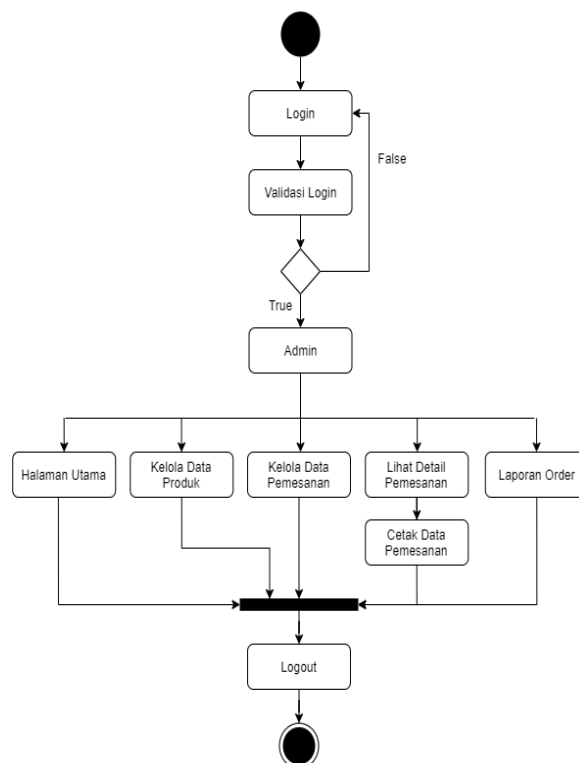 Login
False
Validasi Login
True
Admin
Halaman Utama
Kelola Data
Produk
Kelola Data
Pemesanan
Lihat Detail
Pemesanan
Laporan Order
Cetak Data
Pemesanan
Logout